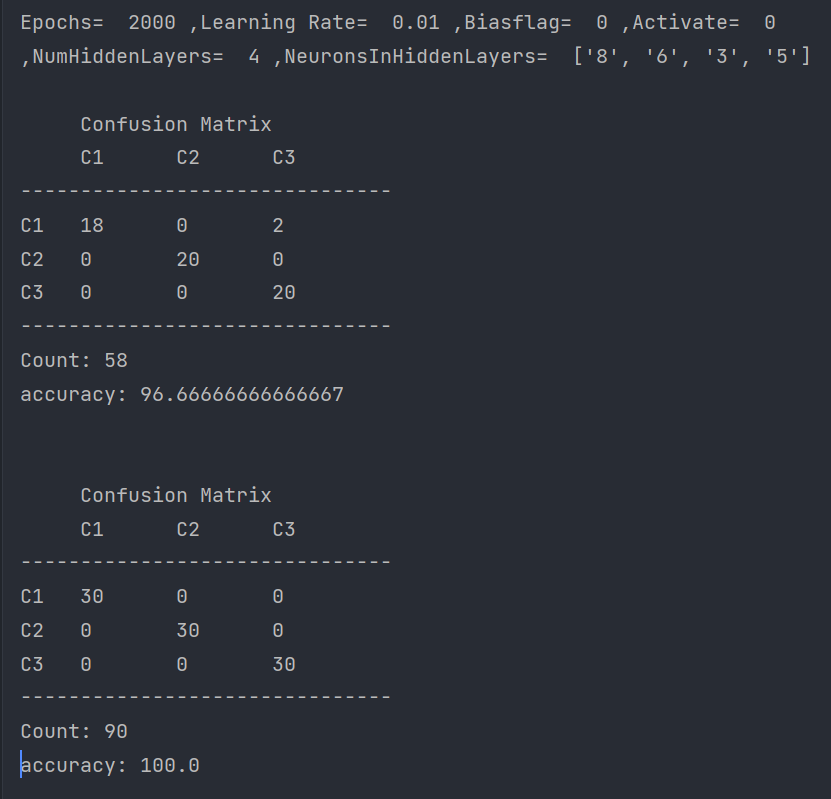 Epochs=  2000 ,Learning Rate=  0.01 ,Biasflag=  0 ,Activate=  0
,NumHiddenLayers=  4 ,NeuronsInHiddenLayers=  ['8', '6', '3', '5']
     Confusion Matrix
     C1      C2      C3
-------------------------------
C1   18      0       2
C2   0       20      0
C3   0       0       20
-------------------------------
Count: 58
accuracy: 96.66666666666667
     Confusion Matrix
     C1      C2      C3
-------------------------------
C1   30      0       0
C2   0       30      0
C3   0       0       30
-------------------------------
Count: 90
accuracy: 100.0